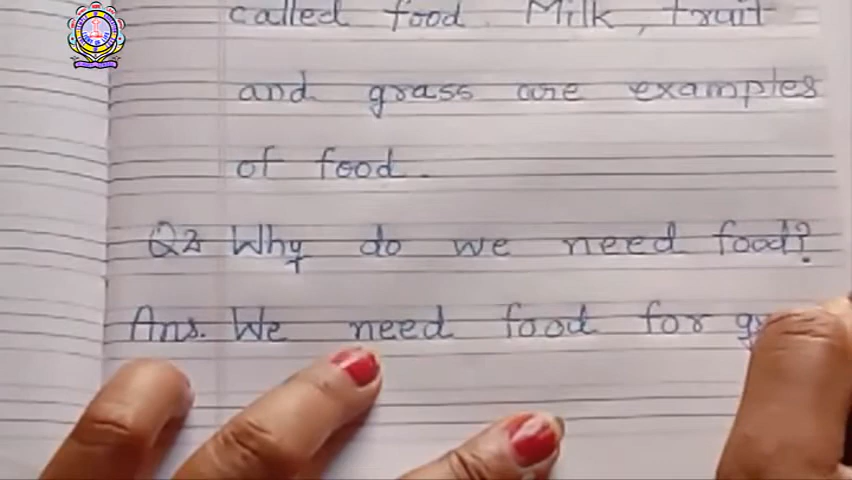 called food. Milk, fruit
and grass are examples
of food.
Q2 Why do we need food?
Ans. We need food for